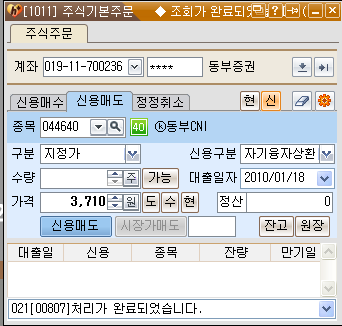 [1011] 주식기본주문 ◆ 조회가 완료되었
주식주문
계좌 019-11-700236 **** 동부증권
신용매수 신용매도 정정취소 현 신
종목 044640 40 ⓚ동부CNI
구분 지정가 신용구분 자기융자상환
수량 주 가능 대출일자 2010/01/18
가격 3,710 원 도 수 현 정산 0
신용매도 시장가매도 잔고 원장
대출일 신용 종목 잔량 만기일
021[00807]처리가 완료되었습니다.